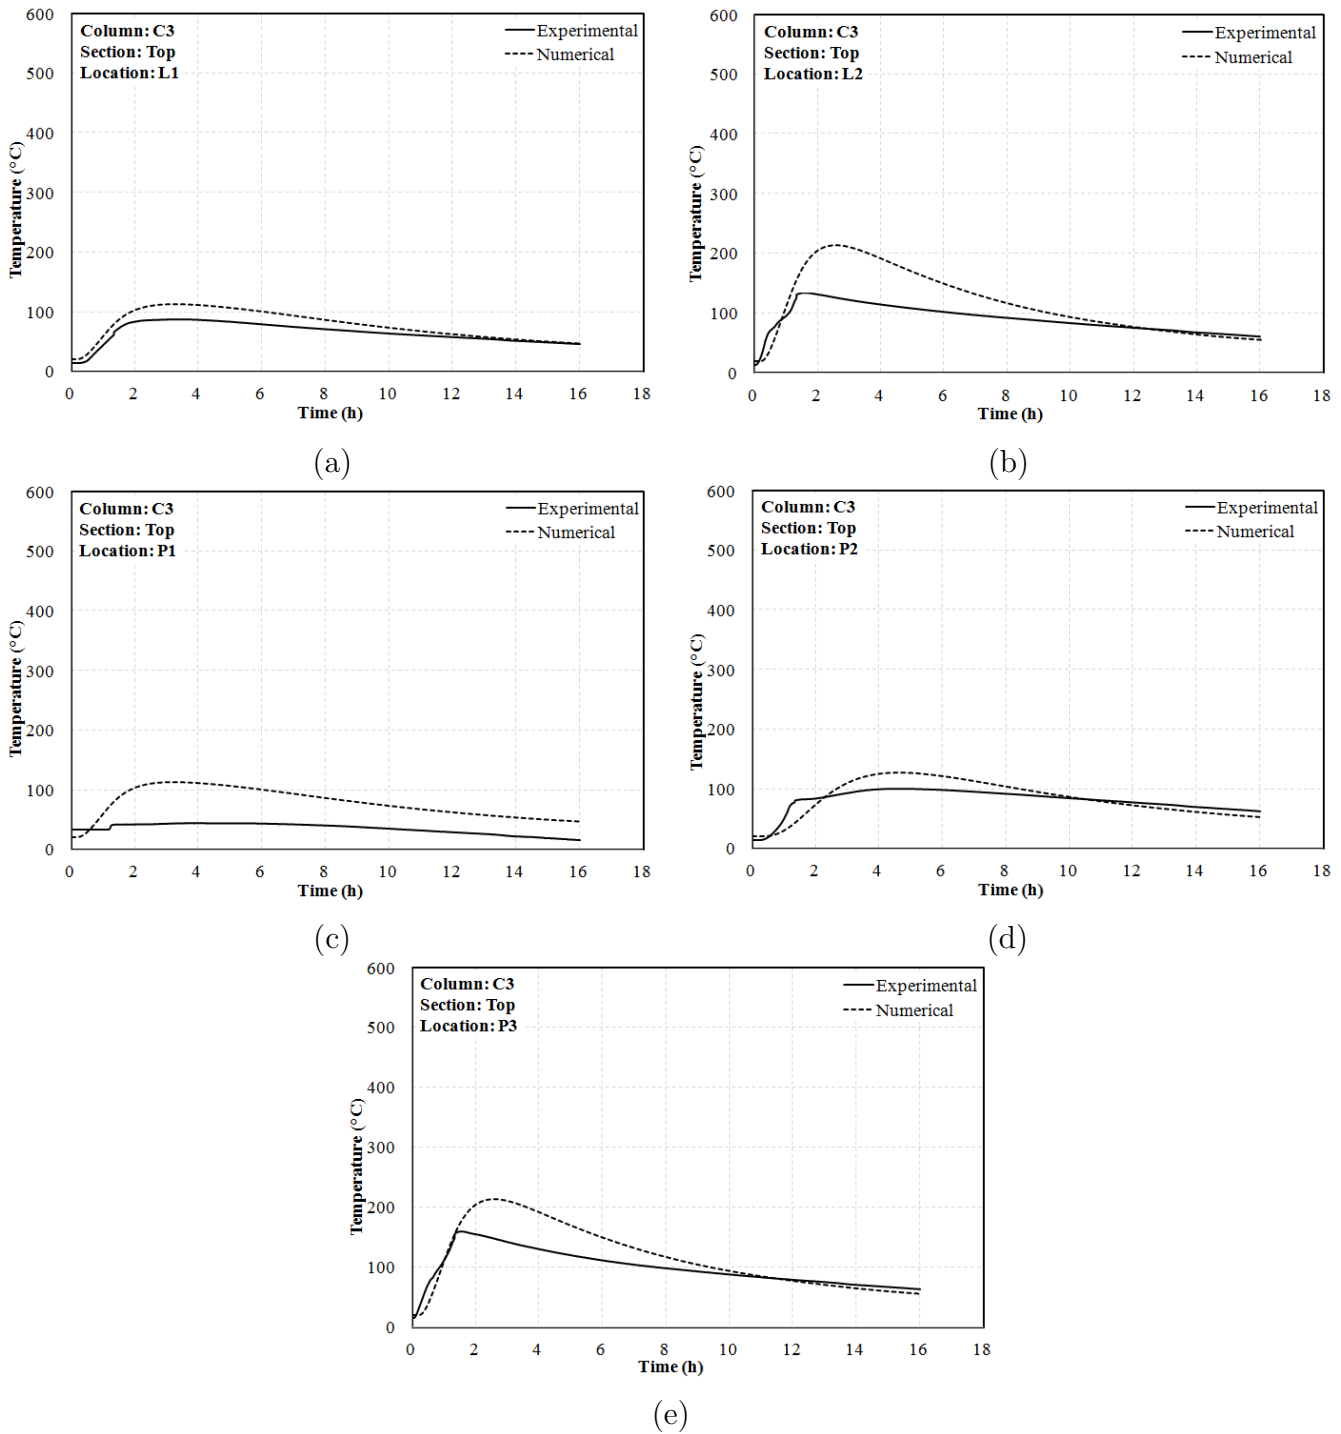 Column: C3
Section: Top
Location: L1
Experimental
Numerical
600
500
400
300
200
100
0
Temperature (°C)
0 2 4 6 8 10 12 14 16 18
Time (h)
(a)
Column: C3
Section: Top
Location: L2
Experimental
Numerical
600
500
400
300
200
100
0
Temperature (°C)
0 2 4 6 8 10 12 14 16 18
Time (h)
(b)
Column: C3
Section: Top
Location: P1
Experimental
Numerical
600
500
400
300
200
100
0
Temperature (°C)
0 2 4 6 8 10 12 14 16 18
Time (h)
(c)
Column: C3
Section: Top
Location: P2
Experimental
Numerical
600
500
400
300
200
100
0
Temperature (°C)
0 2 4 6 8 10 12 14 16 18
Time (h)
(d)
Column: C3
Section: Top
Location: P3
Experimental
Numerical
600
500
400
300
200
100
0
Temperature (°C)
0 2 4 6 8 10 12 14 16 18
Time (h)
(e)